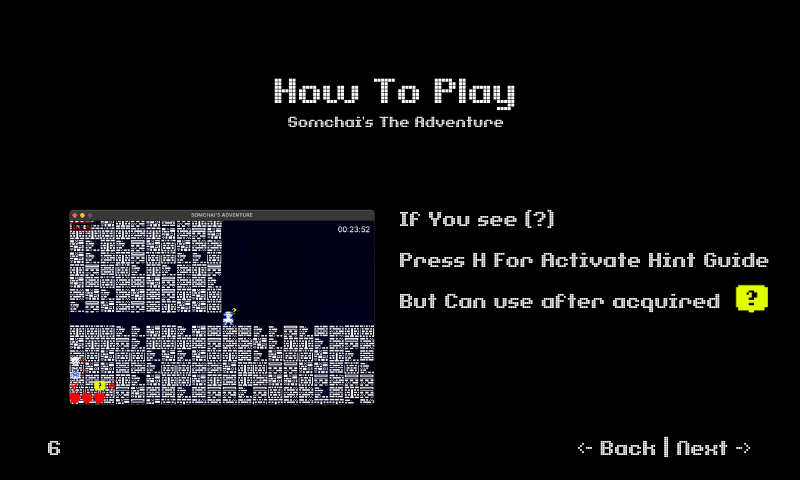 How To Play
Somchai's The Adventure
SOMCHAI'S ADVENTURE
00:23:52
If You see (?)
Press H For Activate Hint Guide
But Can use after acquired ?
6
<- Back | Next ->